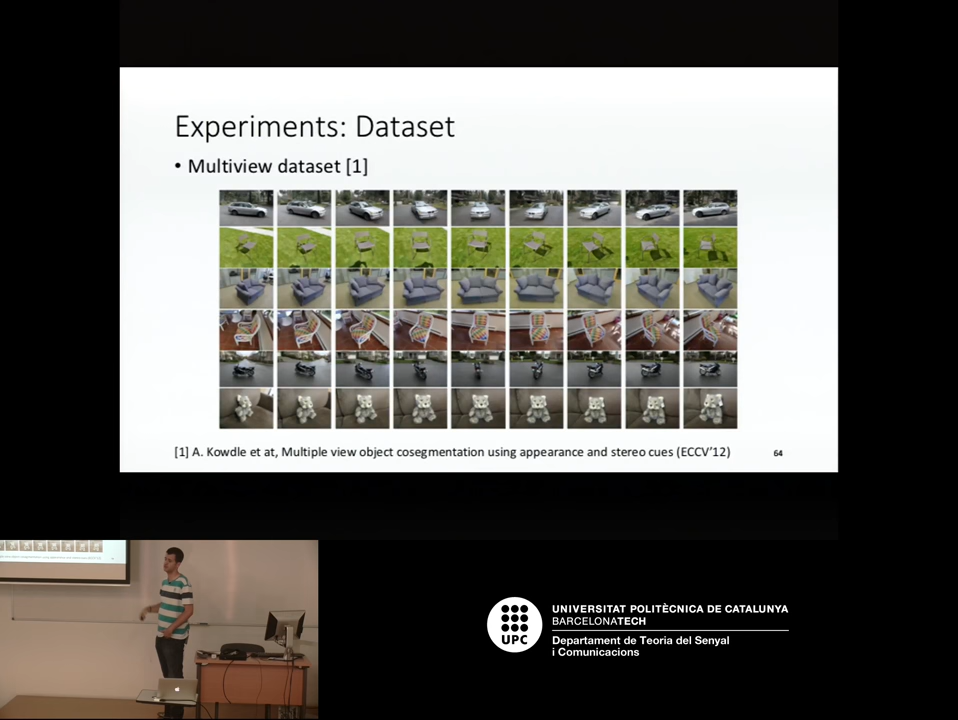 Experiments: Dataset
• Multiview dataset [1]
[1] A. Kowdle et at, Multiple view object cosegmentation using appearance and stereo cues (ECCV'12)
64
UPC
UNIVERSITAT POLITÈCNICA DE CATALUNYA
BARCELONATECH
Departament de Teoria del Senyal
i Comunicacions